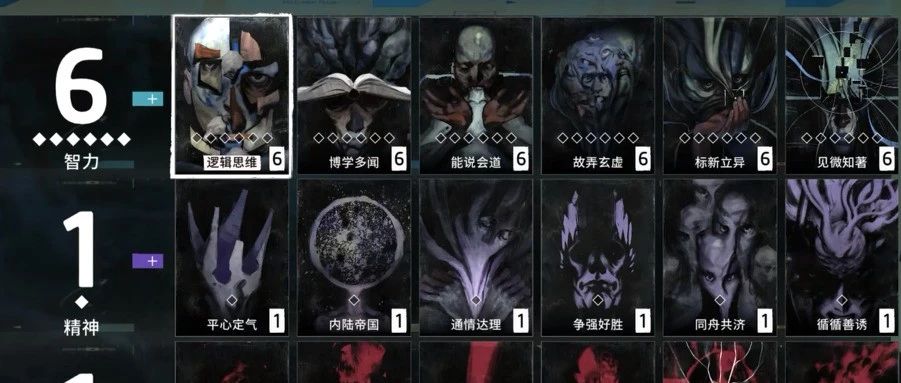 6
智力
逻辑思维 6
博学多闻 6
能说会道 6
故弄玄虚 6
标新立异 6
见微知著 6
1
精神
平心定气 1
内陆帝国 1
通情达理 1
争强好胜 1
同舟共济 1
循循善诱 1